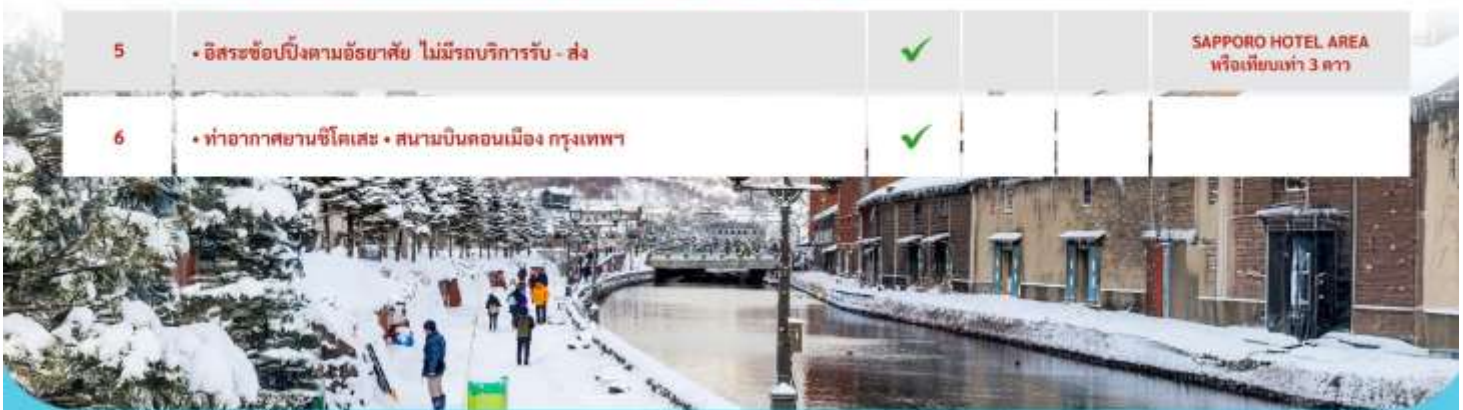 5 • อิสระช้อปปิ้งตามอัธยาศัย ไม่มีรถบริการรับ - ส่ง ✓ SAPPORO HOTEL AREA
หรือเทียบเท่า 3 ดาว
6 • ท่าอากาศยานชิโตเสะ • สนามบินดอนเมือง กรุงเทพฯ ✓